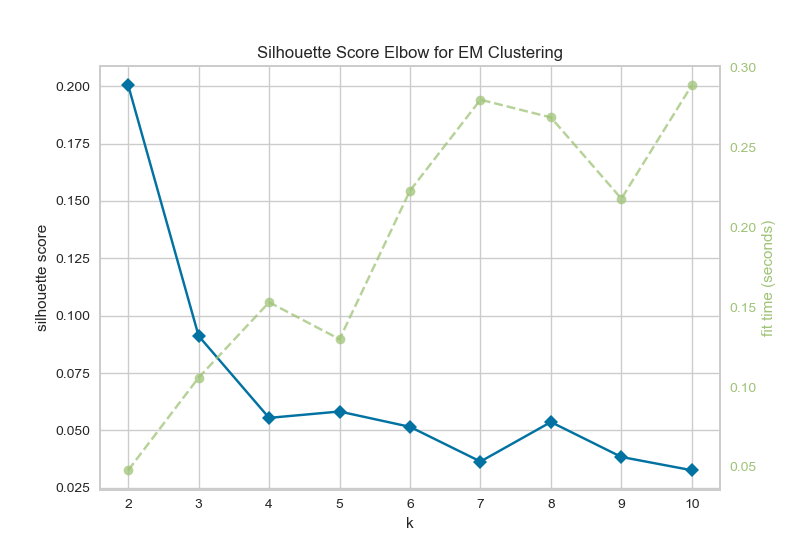 Silhouette Score Elbow for EM Clustering
silhouette score
0.200
0.175
0.150
0.125
0.100
0.075
0.050
0.025
2 3 4 5 6 7 8 9 10
k
0.30
0.25
0.20
0.15
0.10
0.05
fit time (seconds)